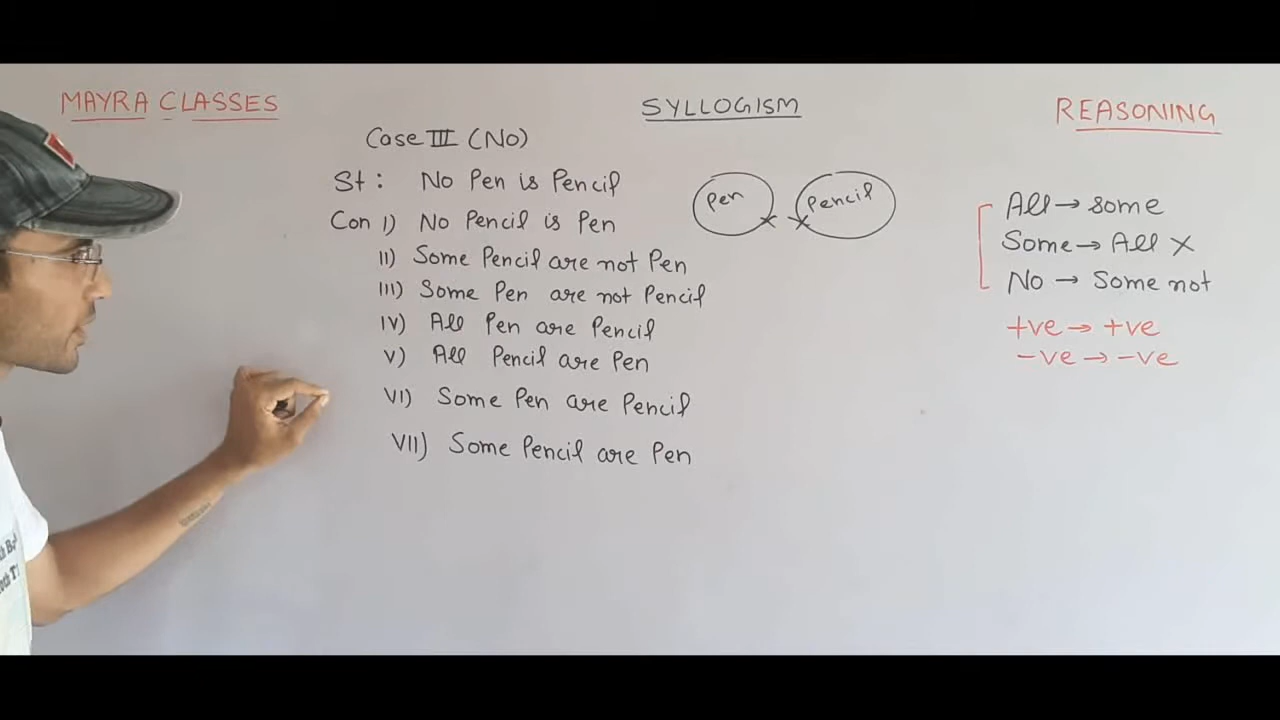 MAYRA CLASSES
SYLLOGISM
REASONING
Case III (No)
St : No Pen is Pencil
Con I) No Pencil is Pen
II) Some Pencil are not Pen
III) Some Pen are not Pencil
IV) All Pen are Pencil
V) All Pencil are Pen
VI) Some Pen are Pencil
VII) Some Pencil are Pen
Pen
Pencil
All → some
Some → All ×
No → Some not
+ve → +ve
-ve → -ve